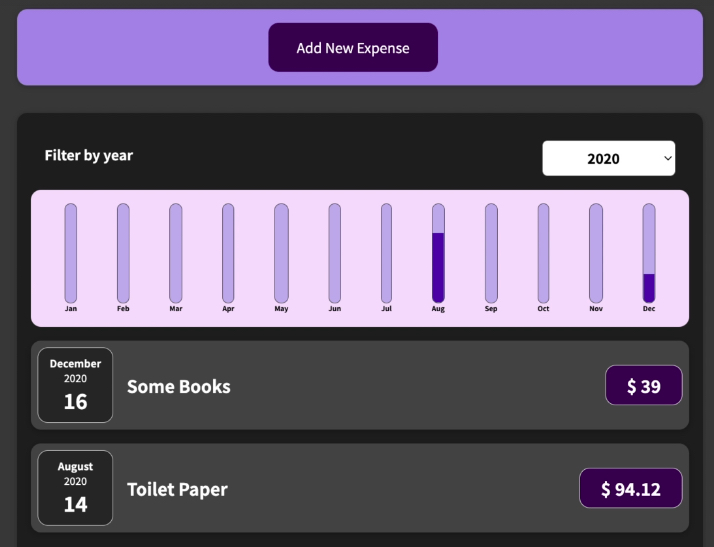 Add New Expense
Filter by year
2020
Jan Feb Mar Apr May Jun Jul Aug Sep Oct Nov Dec
December
2020
16
Some Books
$ 39
August
2020
14
Toilet Paper
$ 94.12